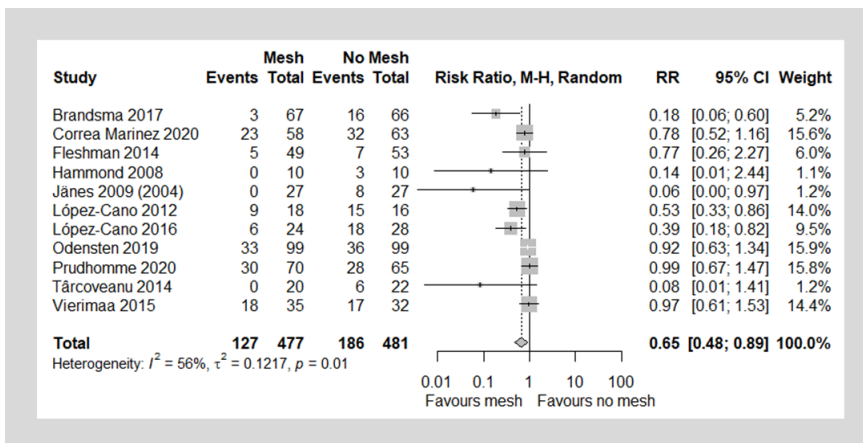 Mesh No Mesh
Study Events Total Events Total Risk Ratio, M-H, Random RR 95% CI Weight
Brandsma 2017 3 67 16 66 0.18 [0.06; 0.60] 5.2%
Correa Marinez 2020 23 58 32 63 0.78 [0.52; 1.16] 15.6%
Fleshman 2014 5 49 7 53 0.77 [0.26; 2.27] 6.0%
Hammond 2008 0 10 3 10 0.14 [0.01; 2.44] 1.1%
Jänes 2009 (2004) 0 27 8 27 0.06 [0.00; 0.97] 1.2%
López-Cano 2012 9 18 15 16 0.53 [0.33; 0.86] 14.0%
López-Cano 2016 6 24 18 28 0.39 [0.18; 0.82] 9.5%
Odensten 2019 33 99 36 99 0.92 [0.63; 1.34] 15.9%
Prudhomme 2020 30 70 28 65 0.99 [0.67; 1.47] 15.8%
Târcoveanu 2014 0 20 6 22 0.08 [0.01; 1.41] 1.2%
Vierimaa 2015 18 35 17 32 0.97 [0.61; 1.53] 14.4%
Total 127 477 186 481 0.65 [0.48; 0.89] 100.0%
Heterogeneity: I² = 56%, τ² = 0.1217, p = 0.01
0.01 0.1 1 10 100
Favours mesh Favours no mesh